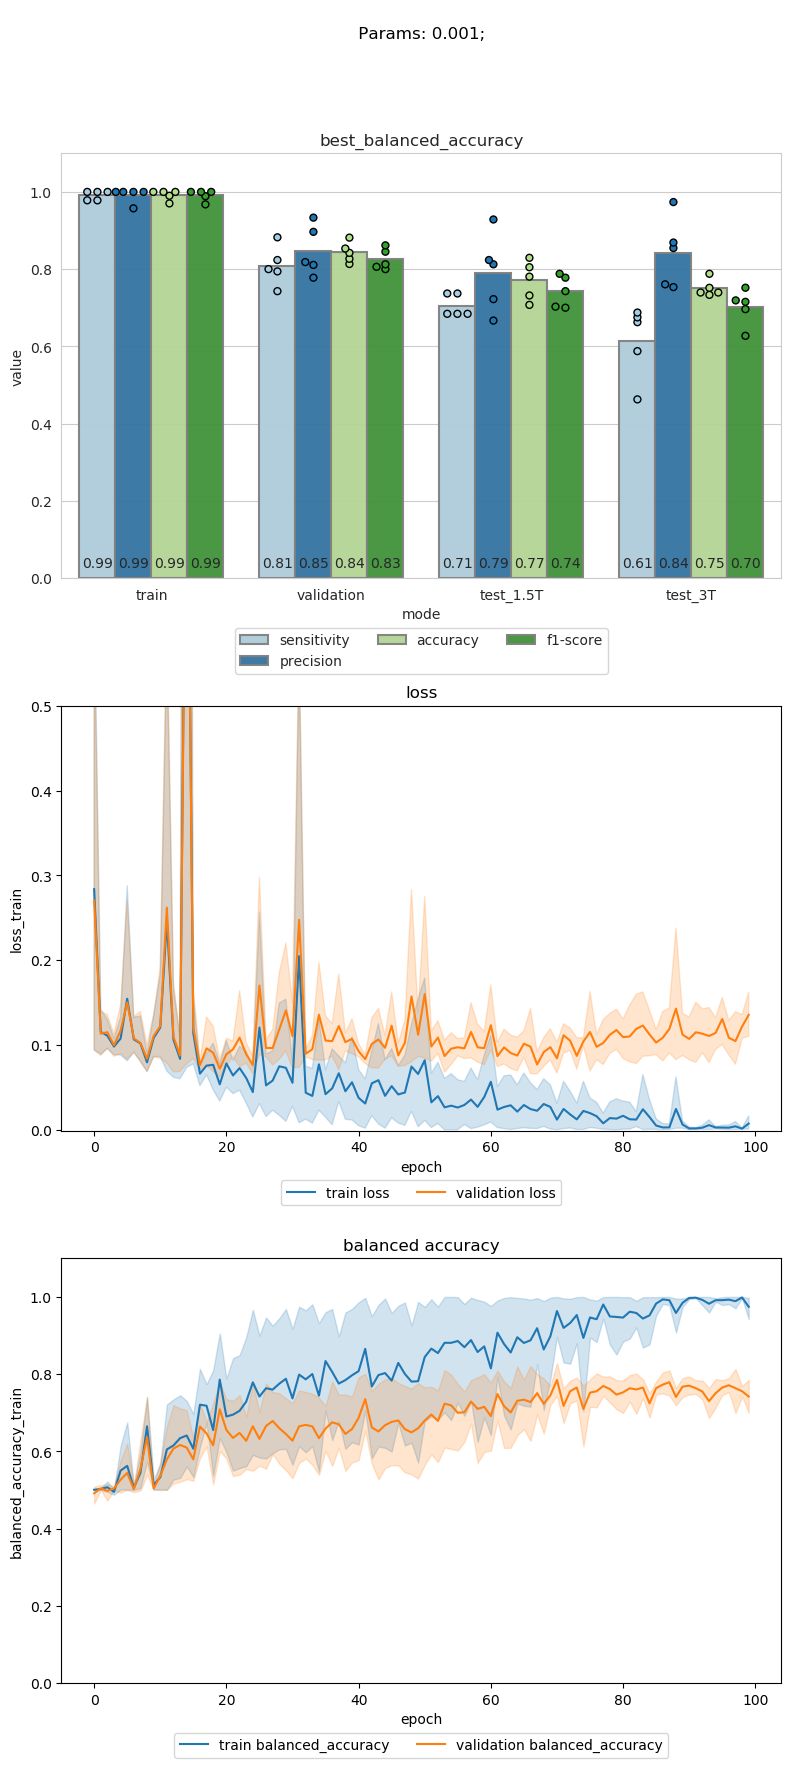 Params: 0.001;
best_balanced_accuracy
value
1.0
0.8
0.6
0.4
0.2
0.0
0.99 0.99 0.99 0.99 0.81 0.85 0.84 0.83 0.71 0.79 0.77 0.74 0.61 0.84 0.75 0.70
train validation test_1.5T test_3T
mode
sensitivity accuracy f1-score
precision
loss
loss_train
0.5
0.4
0.3
0.2
0.1
0.0
0 20 40 60 80 100
epoch
train loss validation loss
balanced accuracy
balanced_accuracy_train
1.0
0.8
0.6
0.4
0.2
0.0
0 20 40 60 80 100
epoch
train balanced_accuracy validation balanced_accuracy